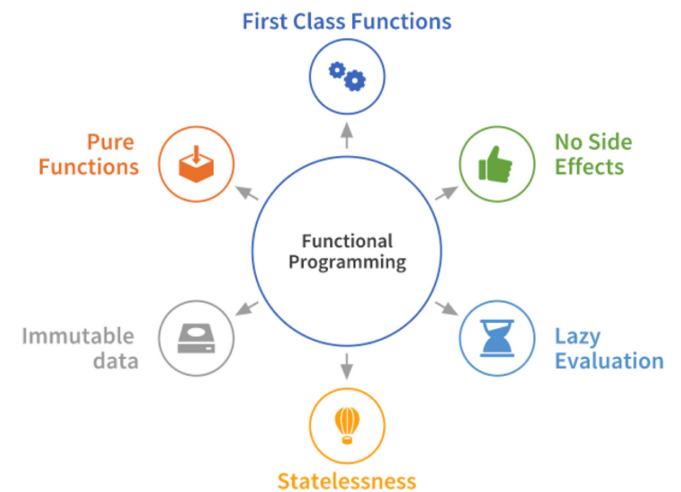 First Class Functions
Pure
Functions
No Side
Effects
Functional
Programming
Immutable
data
Lazy
Evaluation
Statelessness